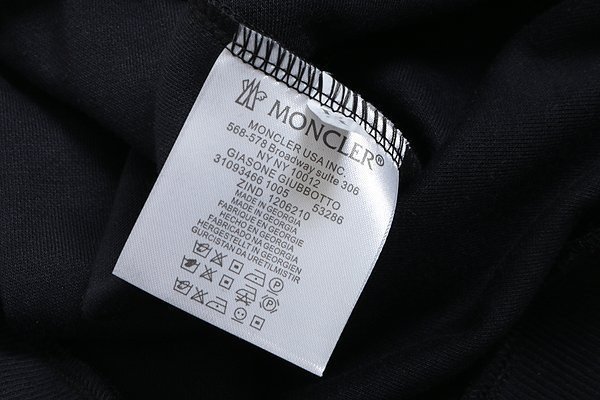 MONCLER®
MONCLER USA INC.
568-578 Broadway suite 306
NY NY 10012
GIASONE GIUBBOTTO
31093466 1005 53286
ZIND 1206210
MADE IN GEORGIA
FABRIQUE EN GEORGIE
HECHO EN GEORGIA
FABRICADO NA GEORGIA
HERGESTELLT IN GEORGIEN
GURCISTAN DA URETILMISTIR
P
P